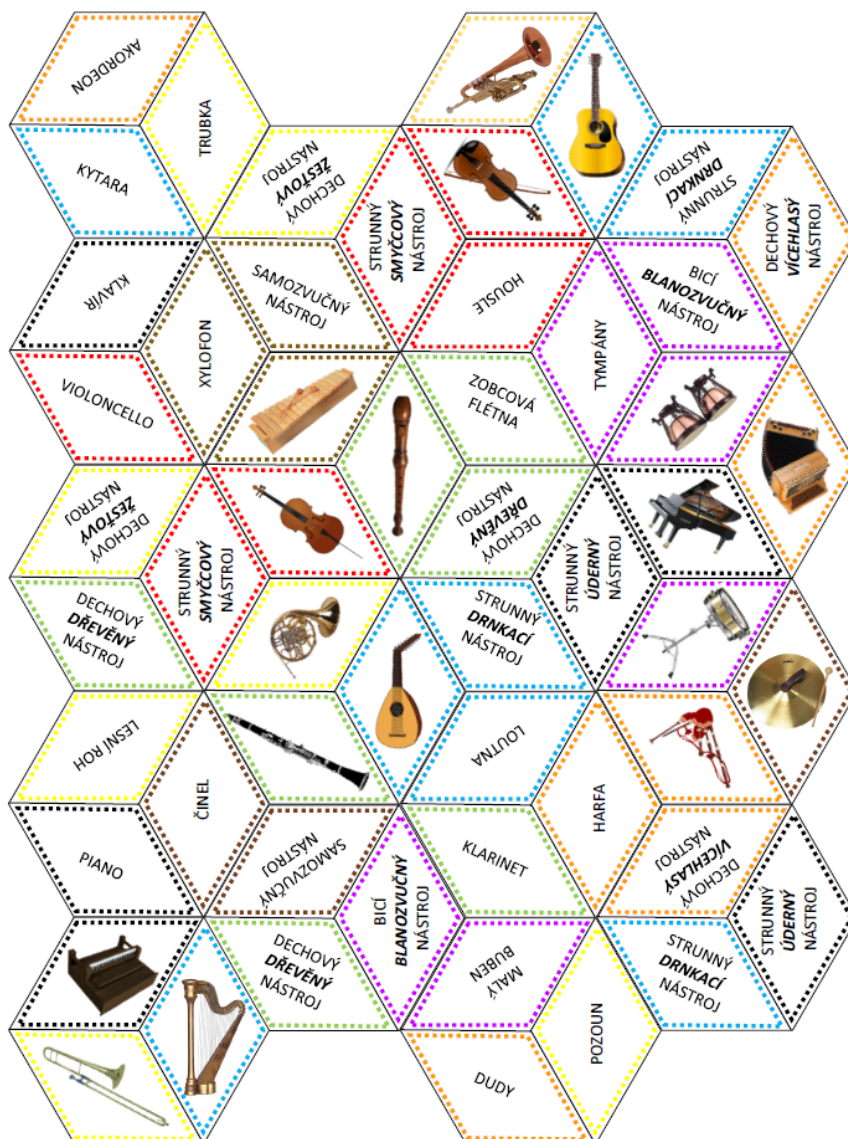 AKORDEON
TRUBKA
KYTARA
DECHOVÝ
ŽESŤOVÝ
NÁSTROJ
STRUNNÝ
DRNKACÍ
NÁSTROJ
STRUNNÝ
SMYČCOVÝ
NÁSTROJ
DECHOVÝ
VÍCEHLASÝ
NÁSTROJ
KLAVÍR
SAMOZVUČNÝ
NÁSTROJ
HOUSLE
BICÍ
BLANOZVUČNÝ
NÁSTROJ
XYLOFON
TYMPÁNY
VIOLONCELLO
ZOBCOVÁ
FLÉTNA
DECHOVÝ
ŽESŤOVÝ
NÁSTROJ
DECHOVÝ
DŘEVĚNÝ
NÁSTROJ
STRUNNÝ
SMYČCOVÝ
NÁSTROJ
STRUNNÝ
ÚDERNÝ
NÁSTROJ
DECHOVÝ
DŘEVĚNÝ
NÁSTROJ
STRUNNÝ
DRNKACÍ
NÁSTROJ
LESNÍ ROH
LOUTNA
ČINEL
HARFA
PIANO
SAMOZVUČNÝ
NÁSTROJ
KLARINET
DECHOVÝ
VÍCEHLASÝ
NÁSTROJ
BICÍ
BLANOZVUČNÝ
NÁSTROJ
STRUNNÝ
ÚDERNÝ
NÁSTROJ
DECHOVÝ
DŘEVĚNÝ
NÁSTROJ
MALÝ
BUBEN
STRUNNÝ
DRNKACÍ
NÁSTROJ
POZOUN
DUDY